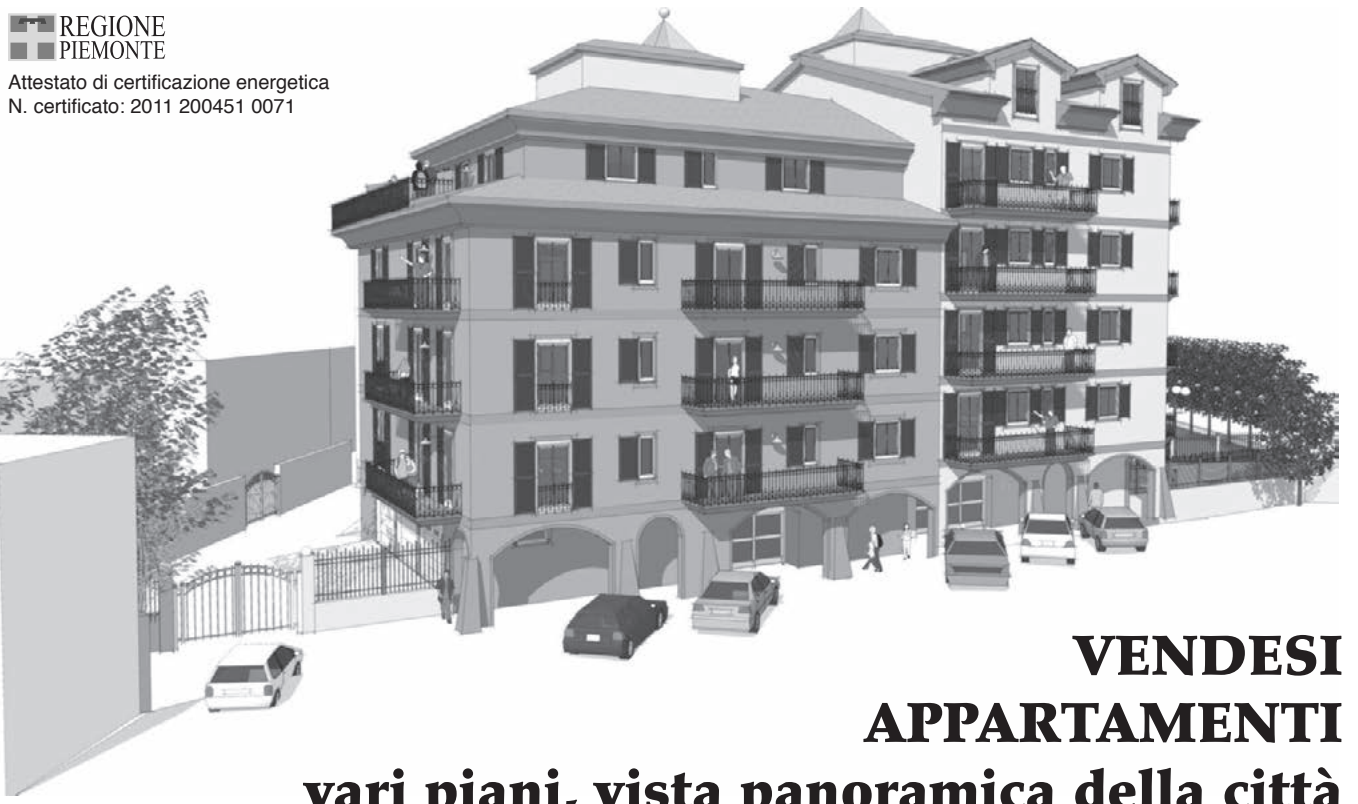 REGIONE
PIEMONTE
Attestato di certificazione energetica
N. certificato: 2011 200451 0071
VENDESI
APPARTAMENTI
vari piani, vista panoramica della città